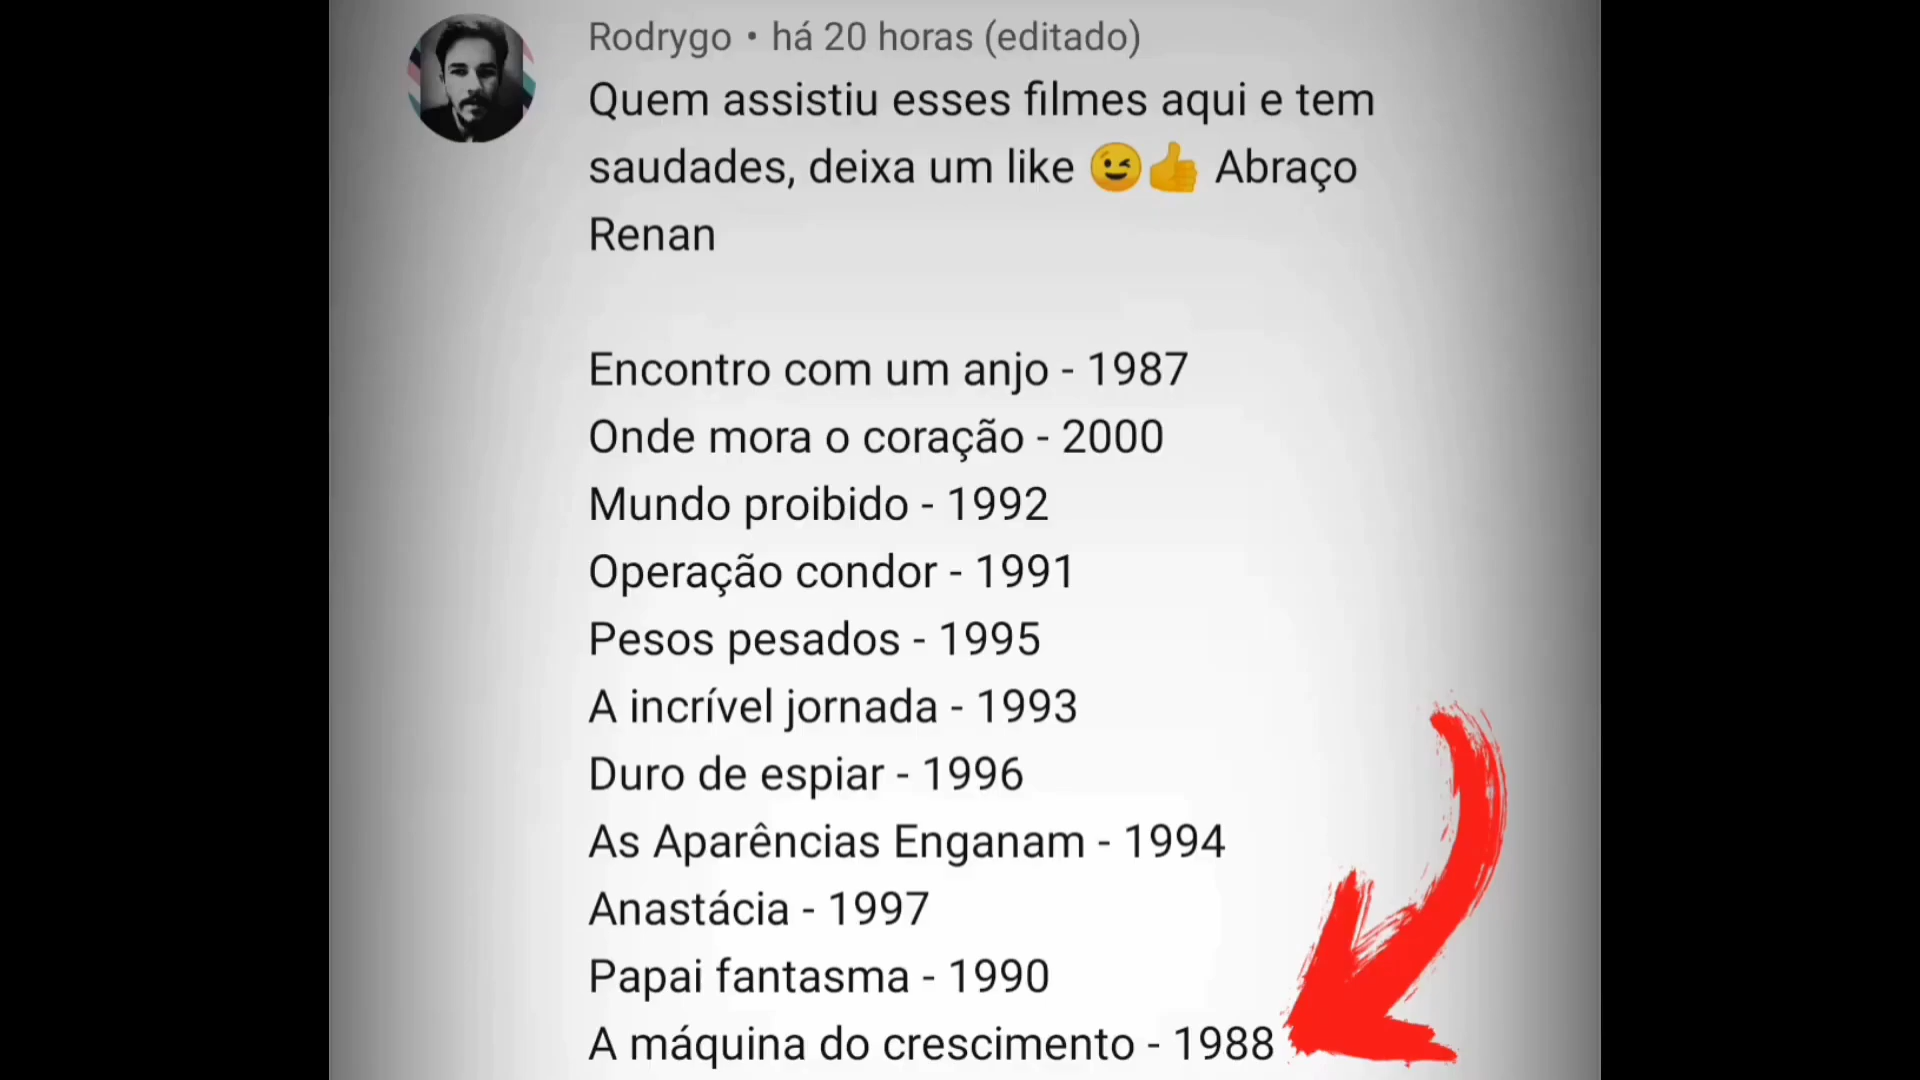 Rodrygo • há 20 horas (editado)
Quem assistiu esses filmes aqui e tem
saudades, deixa um like 😉👍 Abraço
Renan
Encontro com um anjo - 1987
Onde mora o coração - 2000
Mundo proibido - 1992
Operação condor - 1991
Pesos pesados - 1995
A incrível jornada - 1993
Duro de espiar - 1996
As Aparências Enganam - 1994
Anastácia - 1997
Papai fantasma - 1990
A máquina do crescimento - 1988